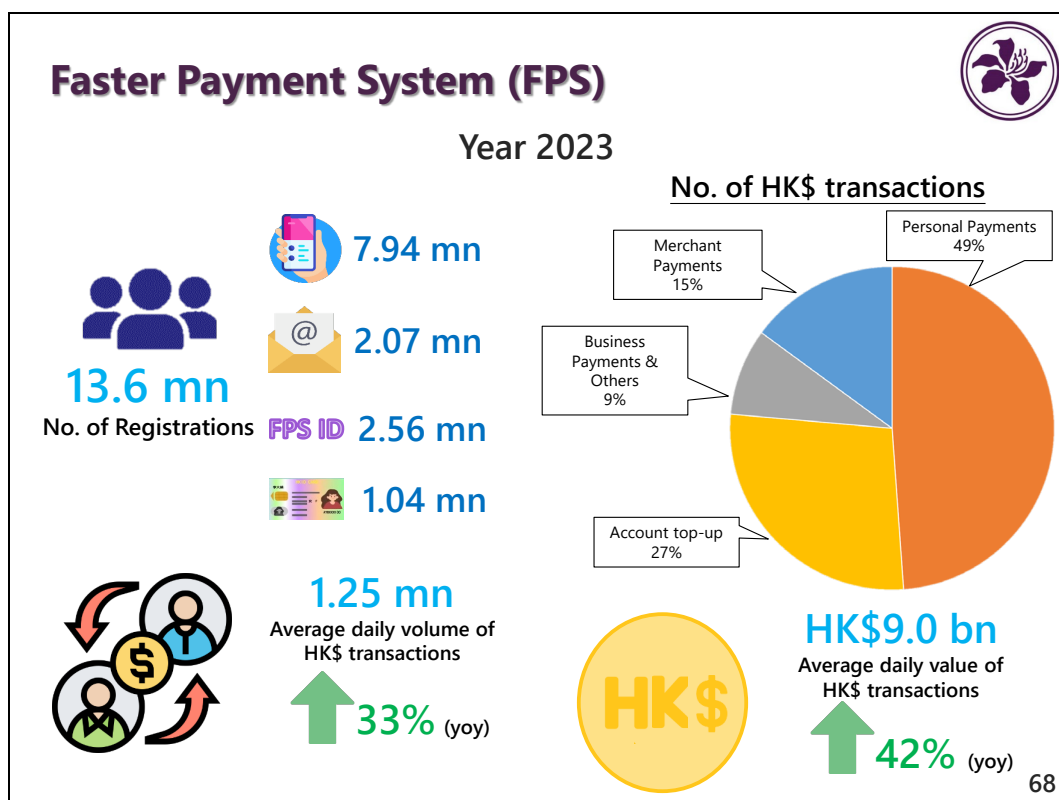 Faster Payment System (FPS)
Year 2023
13.6 mn
No. of Registrations
7.94 mn
@
2.07 mn
FPS ID 2.56 mn
1.04 mn
No. of HK$ transactions
Personal Payments
49%
Merchant
Payments
15%
Business
Payments &
Others
9%
Account top-up
27%
$
1.25 mn
Average daily volume of
HK$ transactions
33% (yoy)
HK$
HK$9.0 bn
Average daily value of
HK$ transactions
42% (yoy)
68